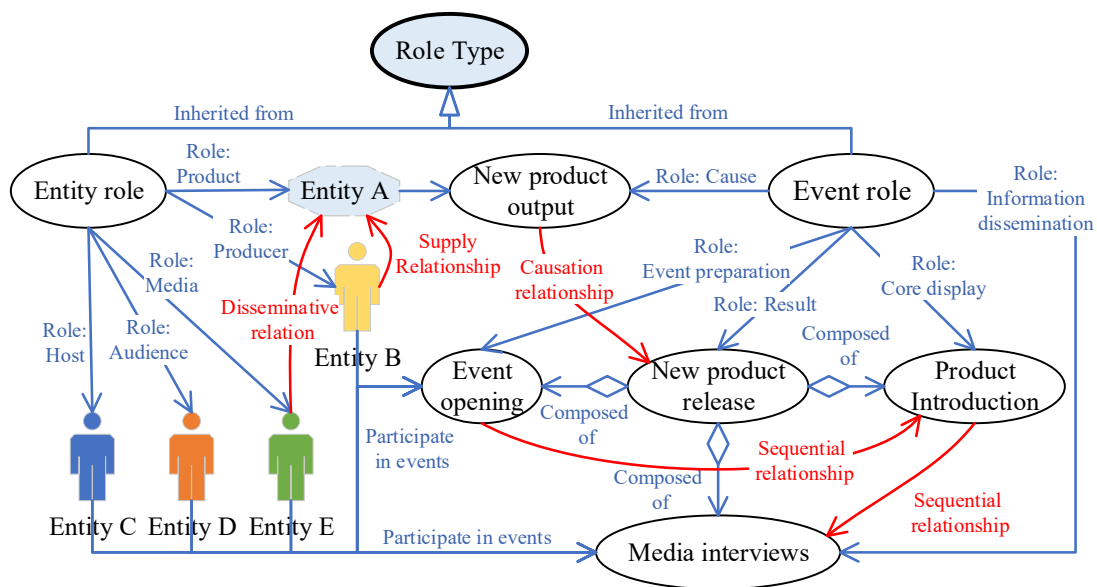 Role Type
Inherited from
Inherited from
Entity role
Role:
Product
Entity A
New product
output
Role: Cause
Event role
Role:
Information
dissemination
Role:
Producer
Supply
Relationship
Role:
Media
Disseminative
relation
Causation
relationship
Role:
Event preparation
Role: Result
Role:
Core display
Role:
Host
Role:
Audience
Entity B
Event
opening
Composed
of
New product
release
Composed
of
Product
Introduction
Participate
in events
Sequential
relationship
Composed
of
Sequential
relationship
Entity C
Entity D
Entity E
Participate in events
Media interviews